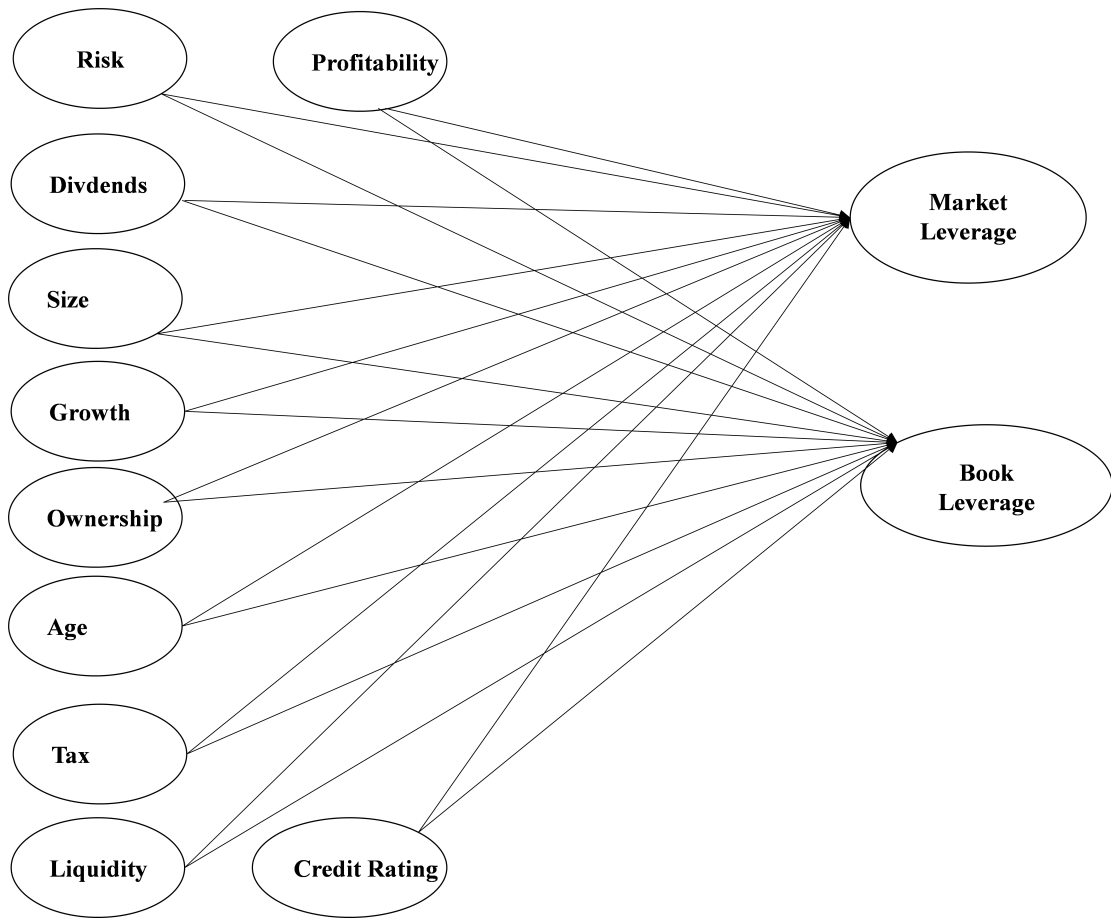 Risk
Profitability
Divdends
Market
Leverage
Size
Growth
Book
Leverage
Ownership
Age
Tax
Liquidity
Credit Rating